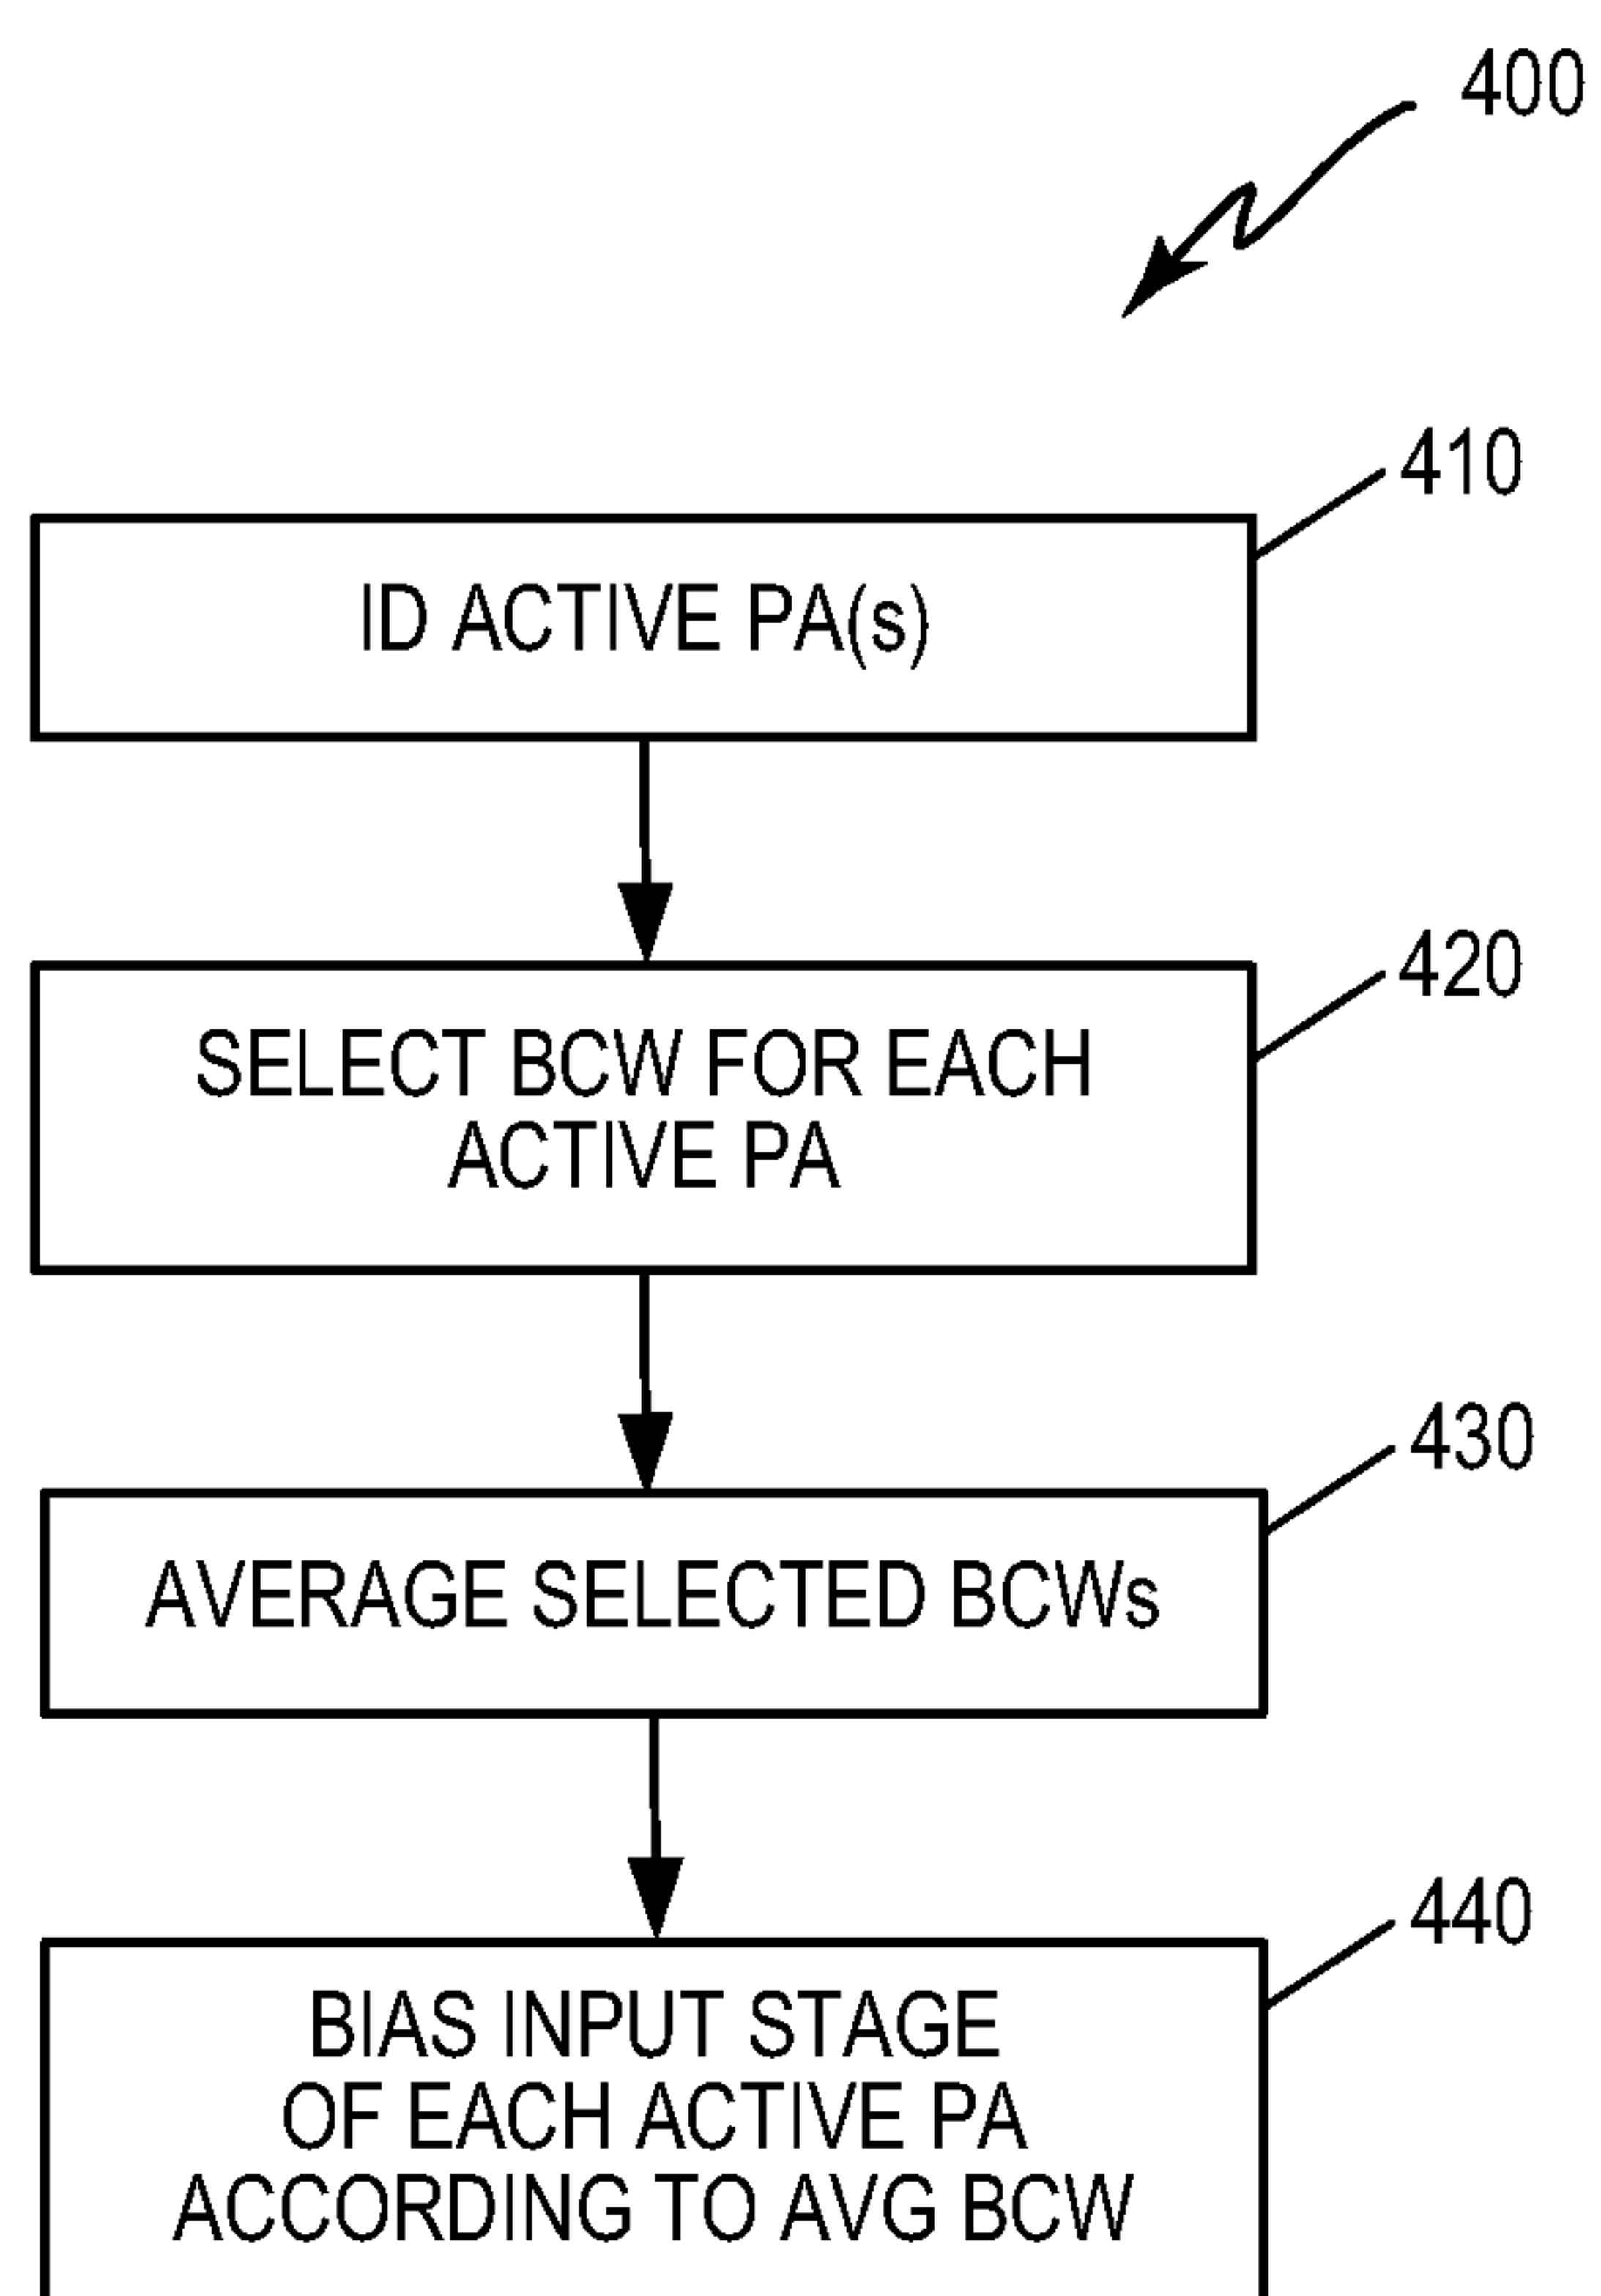 400
410
ID ACTIVE PA(s)
420
SELECT BCW FOR EACH
ACTIVE PA
430
AVERAGE SELECTED BCWs
440
BIAS INPUT STAGE
OF EACH ACTIVE PA
ACCORDING TO AVG BCW